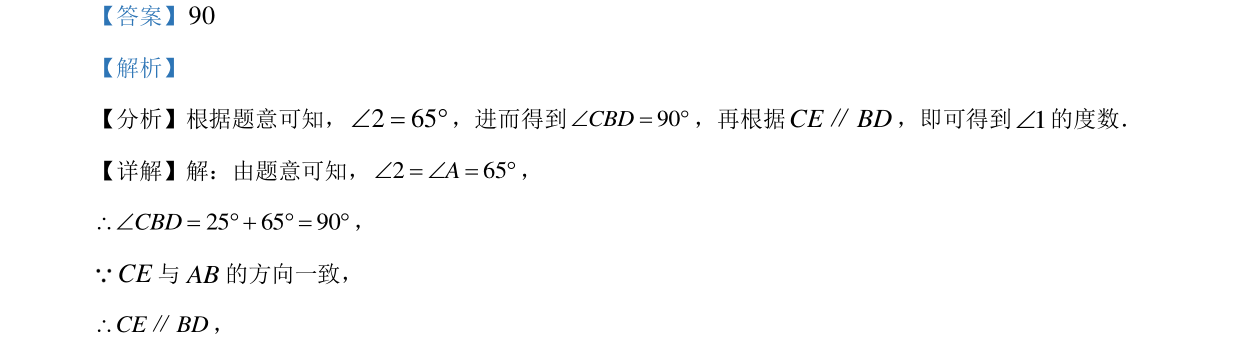 【答案】90
【解析】
【分析】根据题意可知，∠2＝65°，进而得到∠CBD＝90°，再根据CE∥BD，即可得到∠1的度数．
【详解】解：由题意可知，∠2＝∠A＝65°，
∴∠CBD＝25°＋65°＝90°，
∵CE与AB的方向一致，
∴CE∥BD，